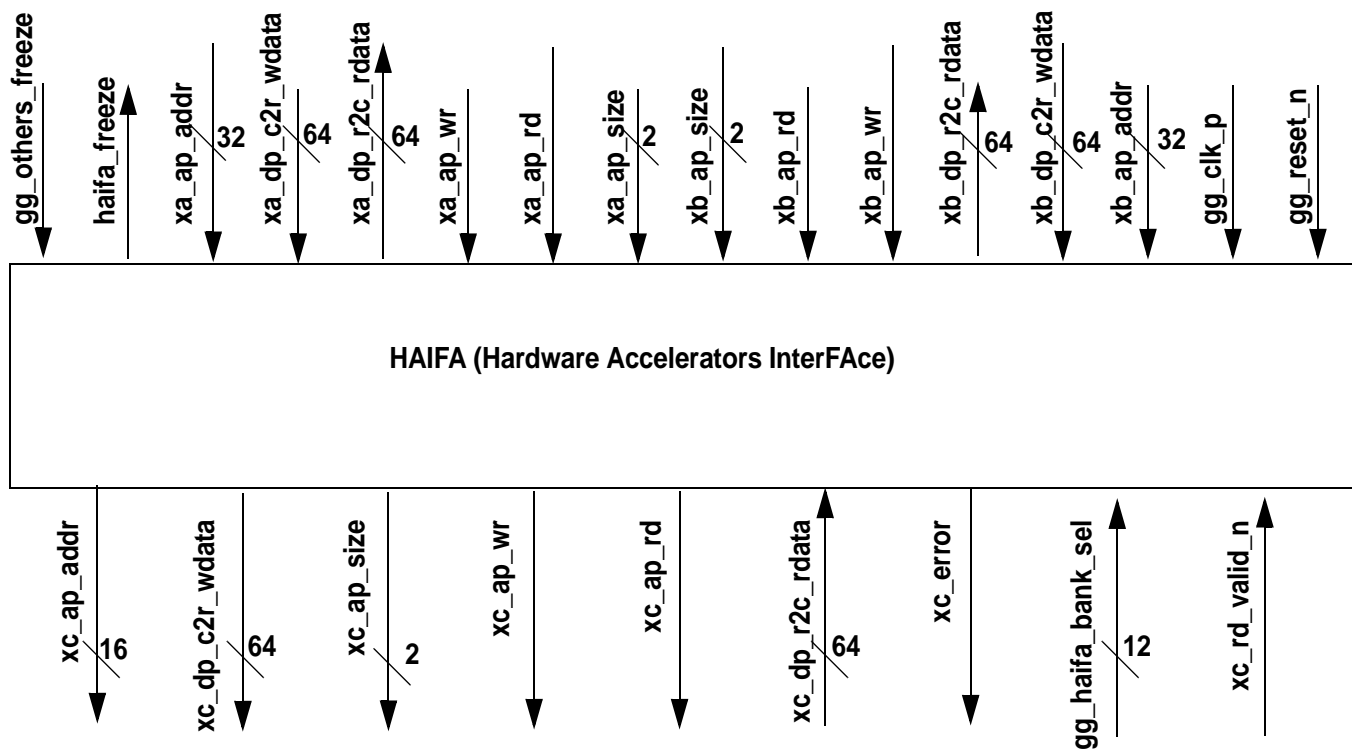 gg_others_freeze
haifa_freeze
xa_ap_addr
32
xa_dp_c2r_wdata
64
xa_dp_r2c_rdata
64
xa_ap_wr
xa_ap_rd
xa_ap_size
2
xb_ap_size
2
xb_ap_rd
xb_ap_wr
xb_dp_r2c_rdata
64
xb_dp_c2r_wdata
64
xb_ap_addr
32
gg_clk_p
gg_reset_n
HAIFA (Hardware Accelerators InterFAce)
xc_ap_addr
16
xc_dp_c2r_wdata
64
xc_ap_size
2
xc_ap_wr
xc_ap_rd
xc_dp_r2c_rdata
64
xc_error
gg_haifa_bank_sel
12
xc_rd_valid_n